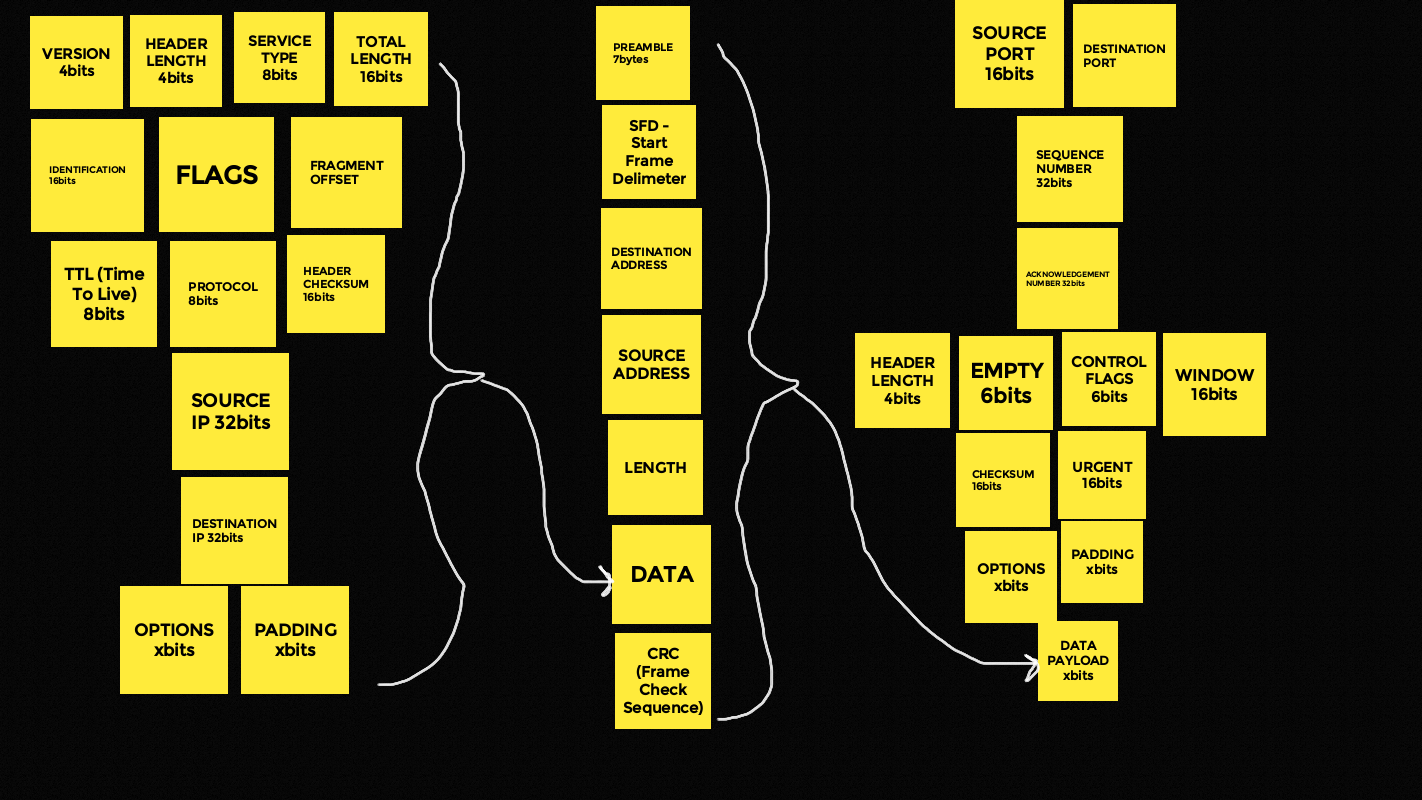 VERSION
4bits
HEADER
LENGTH
4bits
SERVICE
TYPE
8bits
TOTAL
LENGTH
16bits
IDENTIFICATION
16bits
FLAGS
FRAGMENT
OFFSET
TTL (Time
To Live)
8bits
PROTOCOL
8bits
HEADER
CHECKSUM
16bits
SOURCE
IP 32bits
DESTINATION
IP 32bits
OPTIONS
xbits
PADDING
xbits
PREAMBLE
7bytes
SFD -
Start
Frame
Delimeter
DESTINATION
ADDRESS
SOURCE
ADDRESS
LENGTH
DATA
CRC
(Frame
Check
Sequence)
SOURCE
PORT
16bits
DESTINATION
PORT
SEQUENCE
NUMBER
32bits
ACKNOWLEDGEMENT
NUMBER 32bits
HEADER
LENGTH
4bits
EMPTY
6bits
CONTROL
FLAGS
6bits
WINDOW
16bits
CHECKSUM
16bits
URGENT
16bits
OPTIONS
xbits
PADDING
xbits
DATA
PAYLOAD
xbits